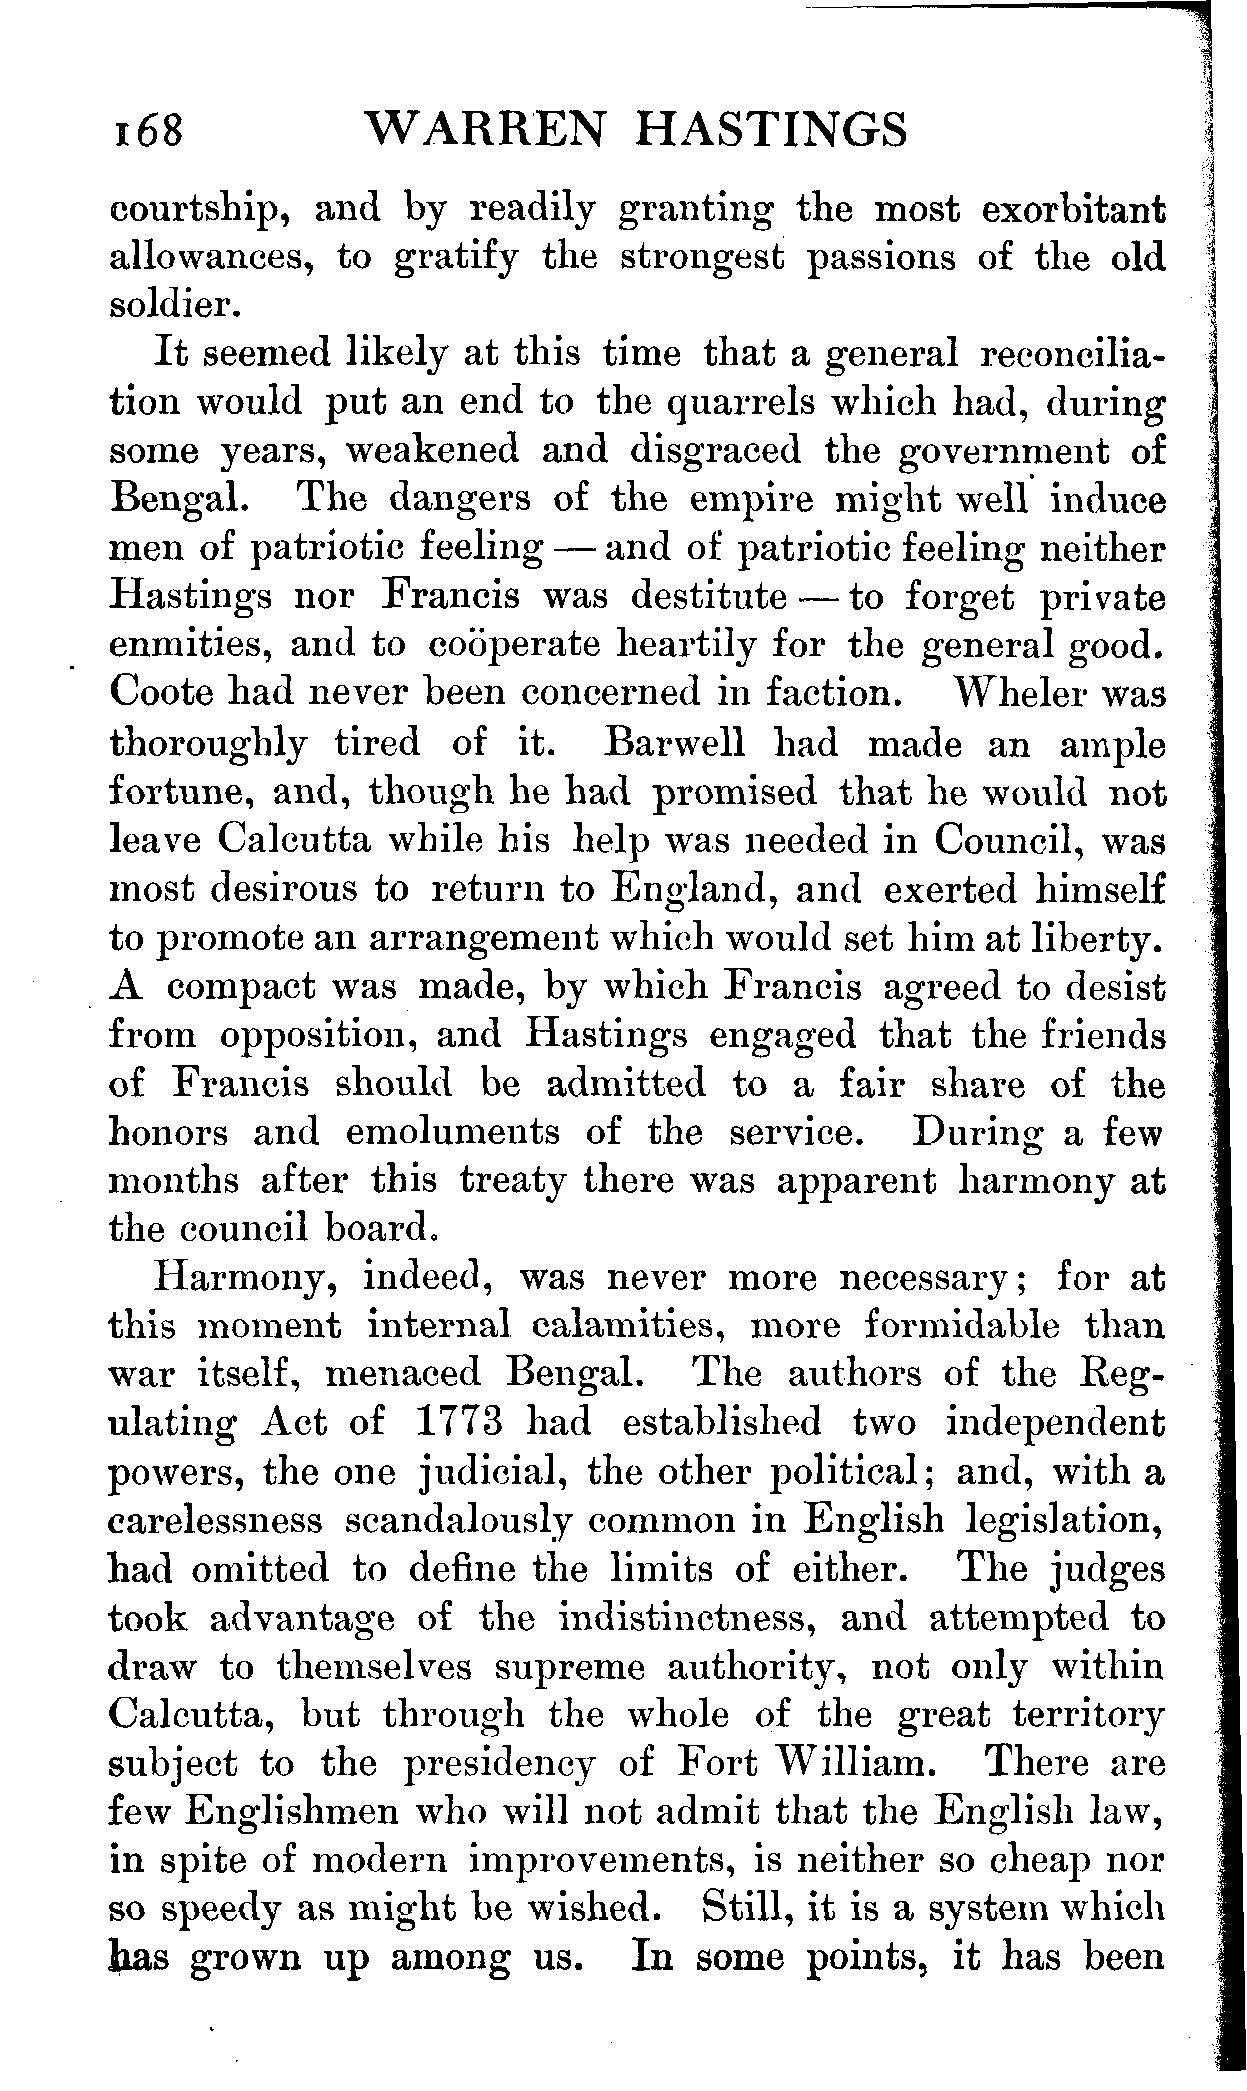 168 WARREN HASTINGS
courtship, and by readily granting the most exorbitant
allowances, to gratify the strongest passions of the old
soldier.
It seemed likely at this time that a general reconcilia-
tion would put an end to the quarrels which had, during
some years, weakened and disgraced the government of
Bengal. The dangers of the empire might well induce
men of patriotic feeling — and of patriotic feeling neither
Hastings nor Francis was destitute — to forget private
enmities, and to coöperate heartily for the general good.
Coote had never been concerned in faction. Wheler was
thoroughly tired of it. Barwell had made an ample
fortune, and, though he had promised that he would not
leave Calcutta while his help was needed in Council, was
most desirous to return to England, and exerted himself
to promote an arrangement which would set him at liberty.
A compact was made, by which Francis agreed to desist
from opposition, and Hastings engaged that the friends
of Francis should be admitted to a fair share of the
honors and emoluments of the service. During a few
months after this treaty there was apparent harmony at
the council board.
Harmony, indeed, was never more necessary; for at
this moment internal calamities, more formidable than
war itself, menaced Bengal. The authors of the Reg-
ulating Act of 1773 had established two independent
powers, the one judicial, the other political; and, with a
carelessness scandalously common in English legislation,
had omitted to define the limits of either. The judges
took advantage of the indistinctness, and attempted to
draw to themselves supreme authority, not only within
Calcutta, but through the whole of the great territory
subject to the presidency of Fort William. There are
few Englishmen who will not admit that the English law,
in spite of modern improvements, is neither so cheap nor
so speedy as might be wished. Still, it is a system which
has grown up among us. In some points, it has been